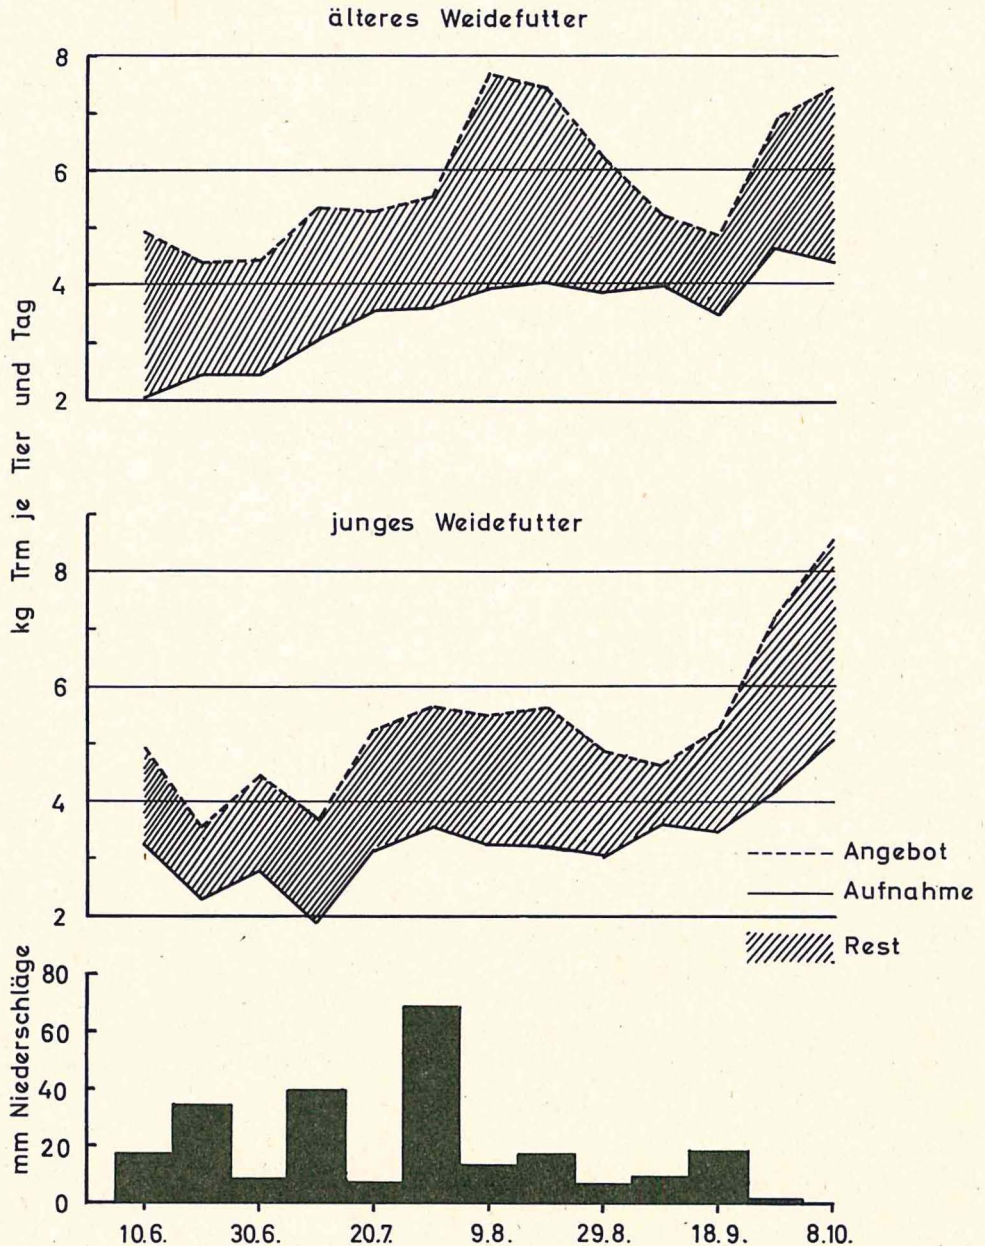 älteres Weidefutter
8
6
4
2
kg Trm je Tier und Tag
junges Weidefutter
8
6
4
2
Angebot
Aufnahme
Rest
mm Niederschläge
80
60
40
20
0
10.6. 30.6. 20.7. 9.8. 29.8. 18.9. 8.10.